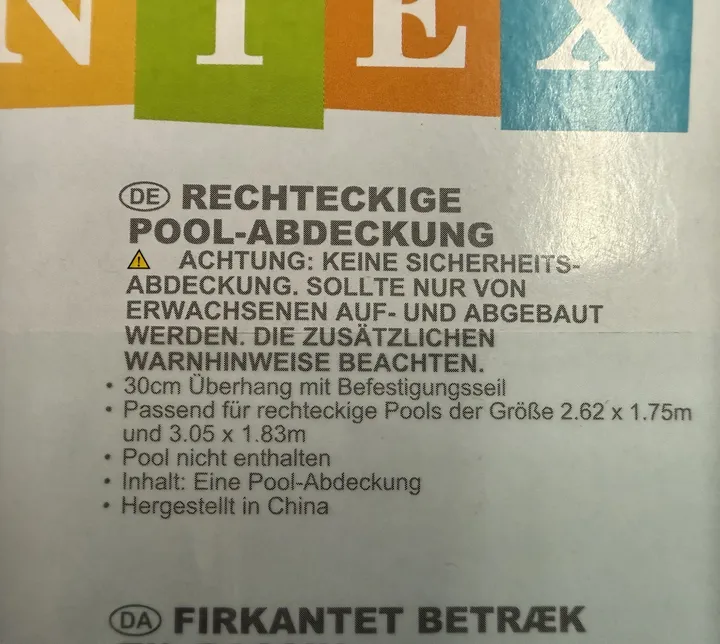 NTEX
DE RECHTECKIGE
POOL-ABDECKUNG
ACHTUNG: KEINE SICHERHEITS-
ABDECKUNG. SOLLTE NUR VON
ERWACHSENEN AUF- UND ABGEBAUT
WERDEN. DIE ZUSÄTZLICHEN
WARNHINWEISE BEACHTEN.
• 30cm Überhang mit Befestigungsseil
• Passend für rechteckige Pools der Größe 2.62 x 1.75m
und 3.05 x 1.83m
• Pool nicht enthalten
• Inhalt: Eine Pool-Abdeckung
• Hergestellt in China
DA FIRKANTET BETRÆK